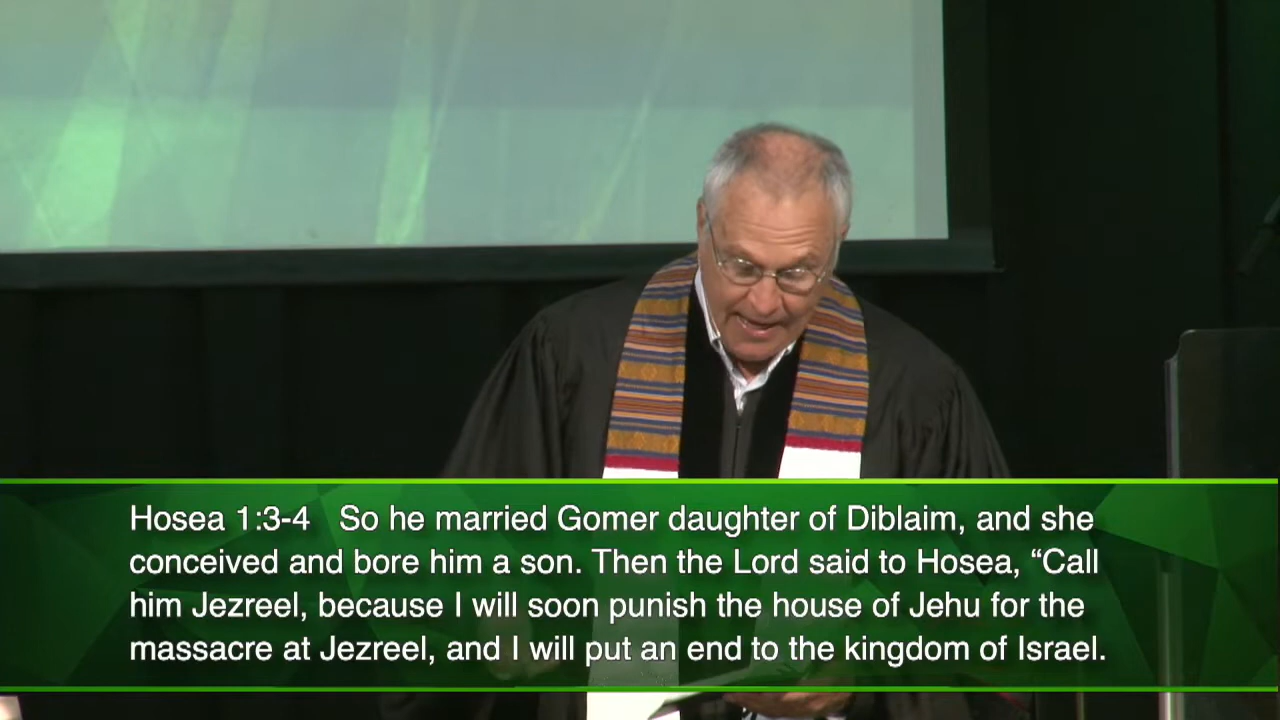 Hosea 1:3-4 So he married Gomer daughter of Diblaim, and she
conceived and bore him a son. Then the Lord said to Hosea, “Call
him Jezreel, because I will soon punish the house of Jehu for the
massacre at Jezreel, and I will put an end to the kingdom of Israel.